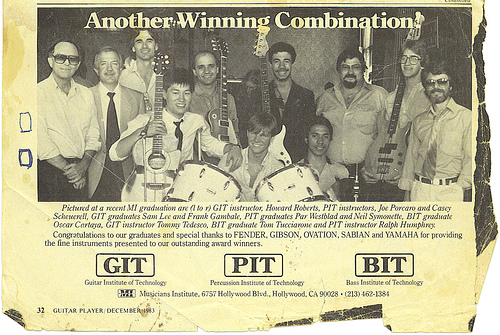 Another Winning Combination!
Pictured at a recent MI graduation are (l to r) GIT instructor, Howard Roberts, PIT instructors, Joe Porcaro and Casey
Scheuerell, GIT graduates Sam Lee and Frank Gambale, PIT graduates Par Westblad and Neil Symonette, BIT graduate
Oscar Cartaya, GIT instructor Tommy Tedesco, BIT graduate Tom Tucciarone and PIT instructor Ralph Humphrey.
Congratulations to our graduates and special thanks to FENDER, GIBSON, OVATION, SABIAN and YAMAHA for providing
the fine instruments presented to our outstanding award winners.
GIT PIT BIT
Guitar Institute of Technology Percussion Institute of Technology Bass Institute of Technology
MI Musicians Institute, 6757 Hollywood Blvd., Hollywood, CA 90028 • (213) 462-1384
32 GUITAR PLAYER/DECEMBER 1983